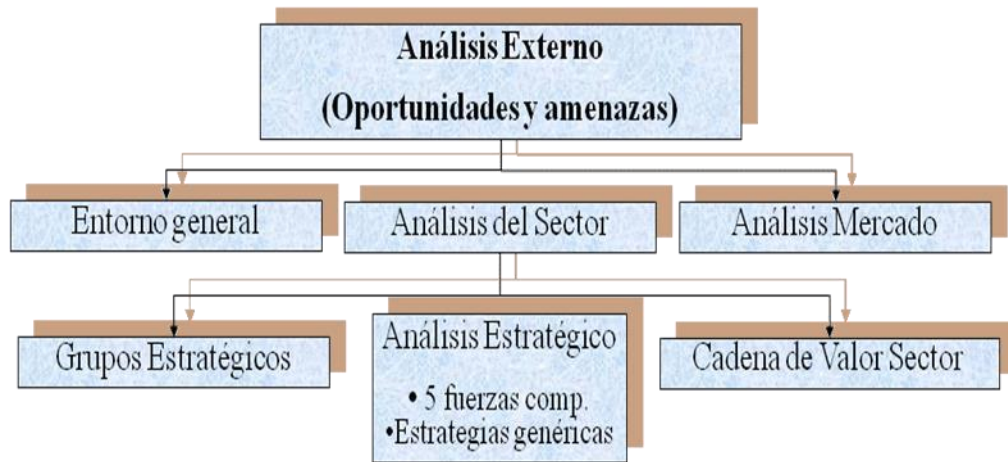 Análisis Externo
(Oportunidades y amenazas)
Entorno general
Análisis del Sector
Análisis Mercado
Grupos Estratégicos
Análisis Estratégico
• 5 fuerzas comp.
•Estrategias genéricas
Cadena de Valor Sector